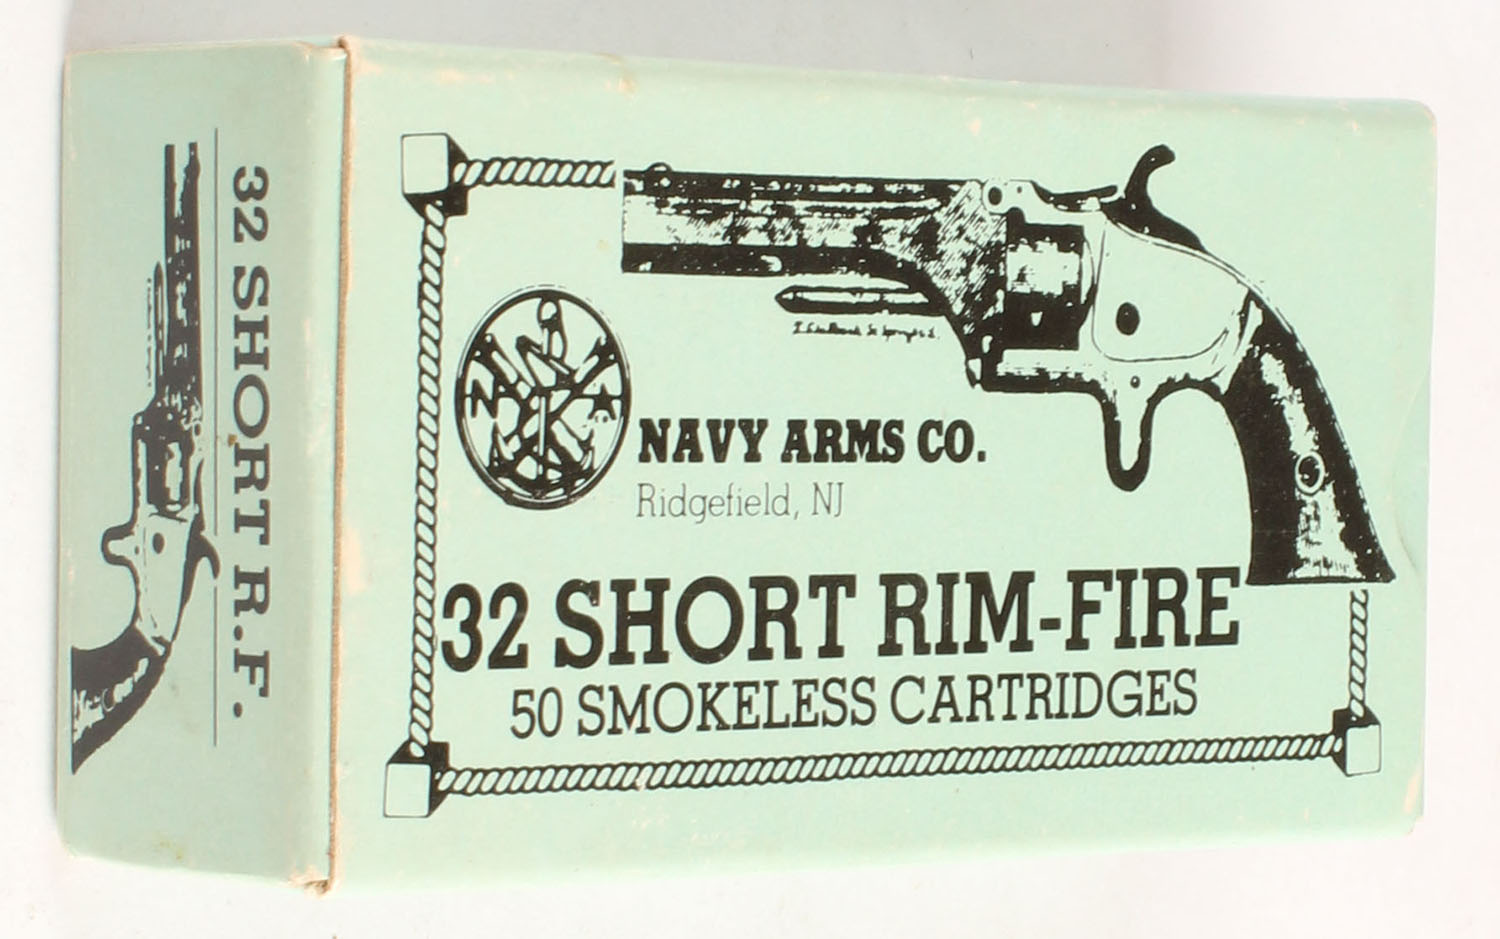 32 SHORT R.F.
NAVY ARMS CO.
Ridgefield, NJ
32 SHORT RIM-FIRE
50 SMOKELESS CARTRIDGES